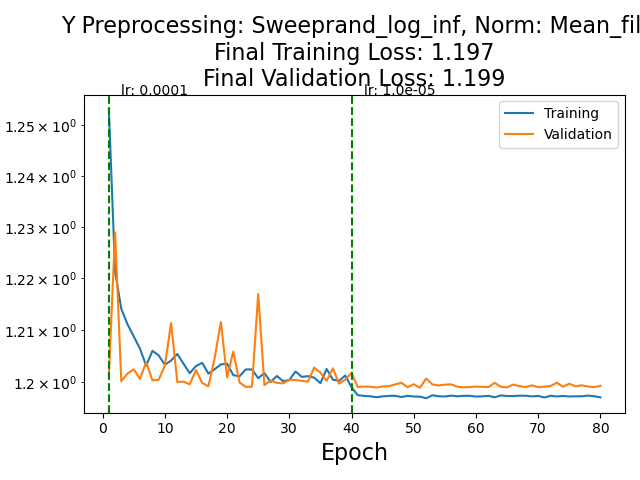 Y Preprocessing: Sweeprand_log_inf, Norm: Mean_fil
Final Training Loss: 1.197
Final Validation Loss: 1.199
lr: 0.0001 lr: 1.0e-05
Training
Validation
1.25 × 10⁰
1.24 × 10⁰
1.23 × 10⁰
1.22 × 10⁰
1.21 × 10⁰
1.2 × 10⁰
0 10 20 30 40 50 60 70 80
Epoch